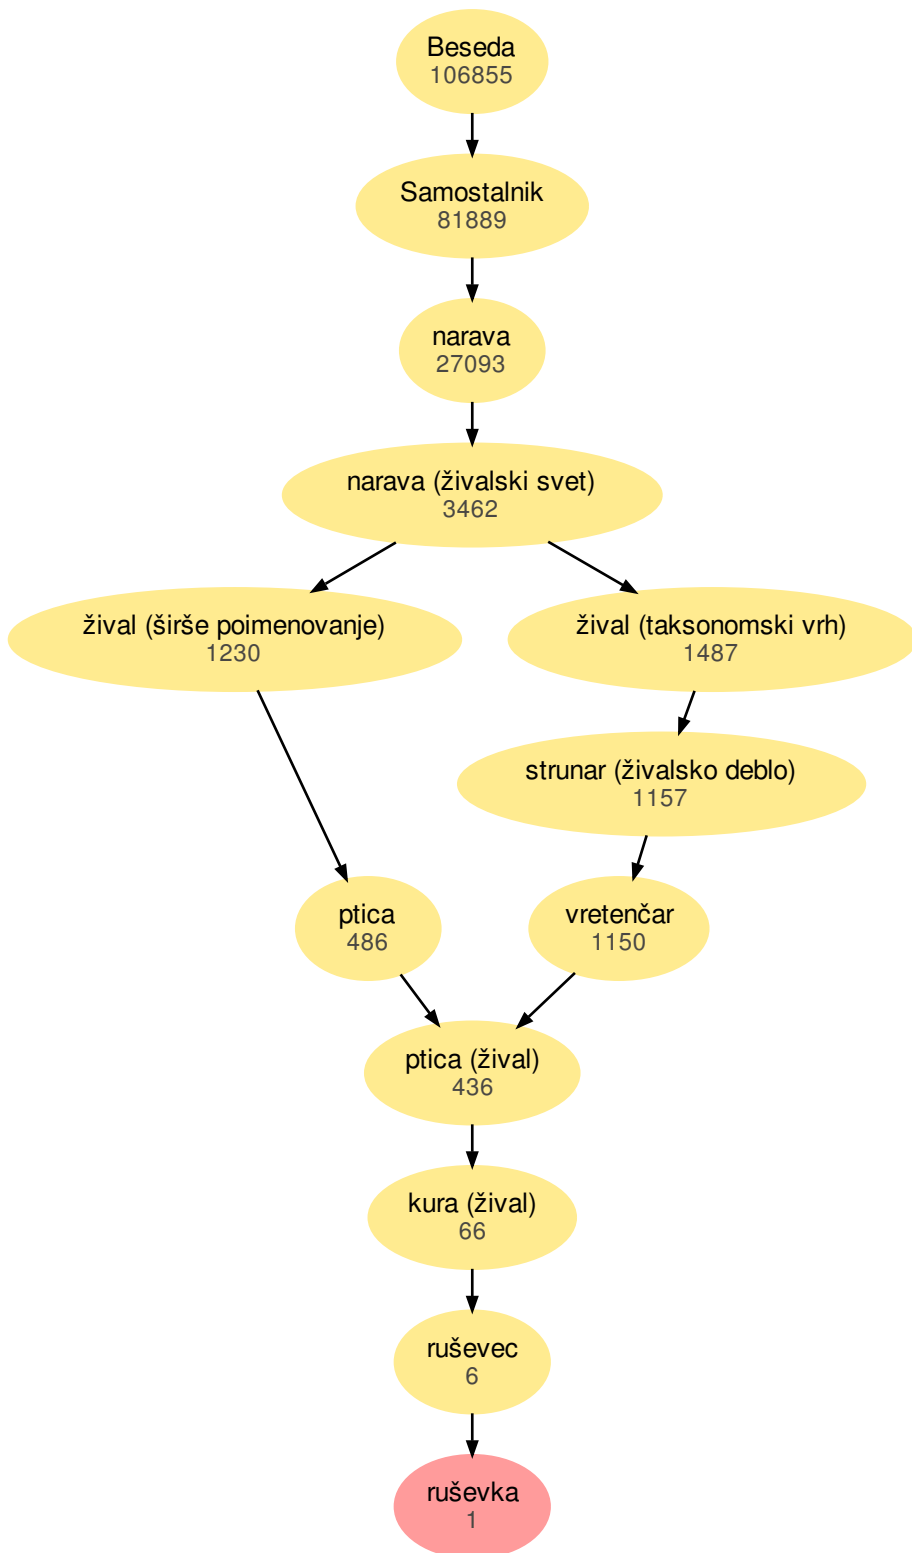 Beseda
106855
Samostalnik
81889
narava
27093
narava (živalski svet)
3462
žival (širše poimenovanje)
1230
žival (taksonomski vrh)
1487
strunar (živalsko deblo)
1157
ptica
486
vretenčar
1150
ptica (žival)
436
kura (žival)
66
ruševec
6
ruševka
1